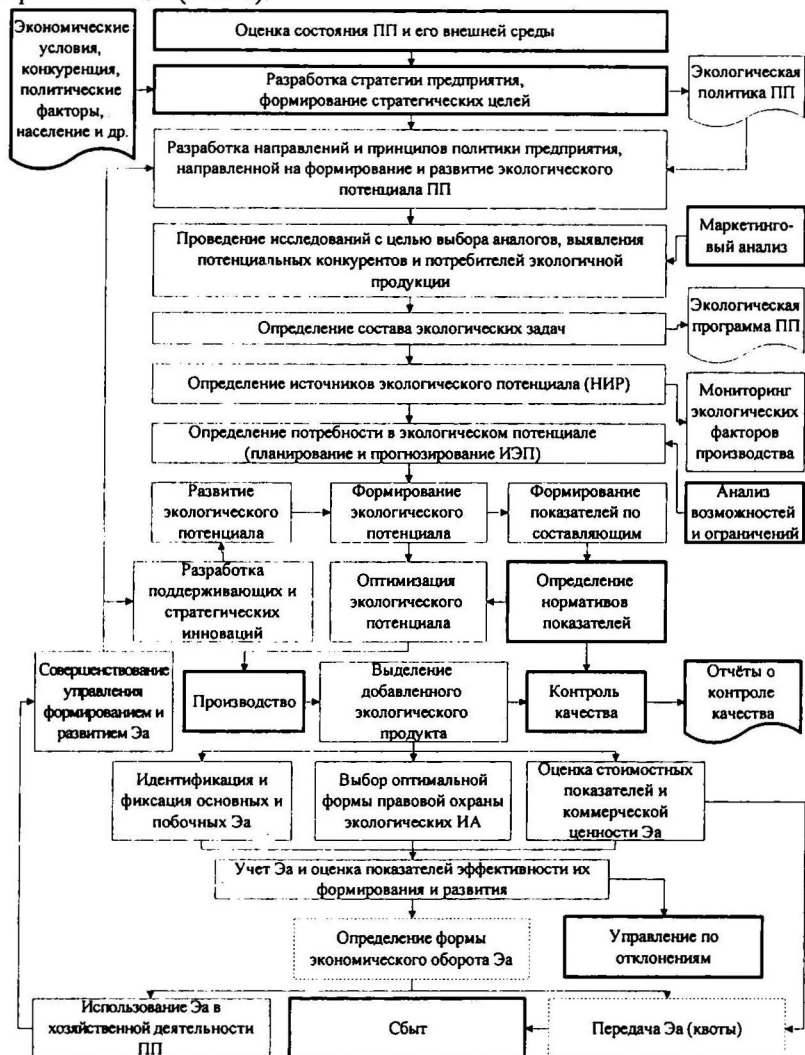 Экономические
условия,
конкуренция,
политические
факторы,
население и др.
Оценка состояния ПП и его внешней среды
Разработка стратегии предприятия,
формирование стратегических целей
Экологическая
политика ПП
Разработка направлений и принципов политики предприятия,
направленной на формирование и развитие экологического
потенциала ПП
Проведение исследований с целью выбора аналогов, выявления
потенциальных конкурентов и потребителей экологичной
продукции
Маркетинго-
вый анализ
Определение состава экологических задач
Экологическая
программа ПП
Определение источников экологического потенциала (НИР)
Мониторинг
экологических
факторов
производства
Определение потребности в экологическом потенциале
(планирование и прогнозирование ИЭП)
Анализ
возможностей
и ограничений
Развитие
экологического
потенциала
Формирование
экологического
потенциала
Формирование
показателей по
составляющим
Разработка
поддерживающих и
стратегических
инноваций
Оптимизация
экологического
потенциала
Определение
нормативов
показателей
Совершенствование
управления
формированием и
развитием Эа
Производство
Выделение
добавленного
экологического
продукта
Контроль
качества
Отчёты о
контроле
качества
Идентификация и
фиксация основных и
побочных Эа
Выбор оптимальной
формы правовой охраны
экологических ИА
Оценка стоимостных
показателей и
коммерческой
ценности Эа
Учет Эа и оценка показателей эффективности их
формирования и развития
Определение формы
экономического оборота Эа
Управление по
отклонениям
Использование Эа в
хозяйственной деятельности
ПП
Сбыт
Передача Эа (квоты)